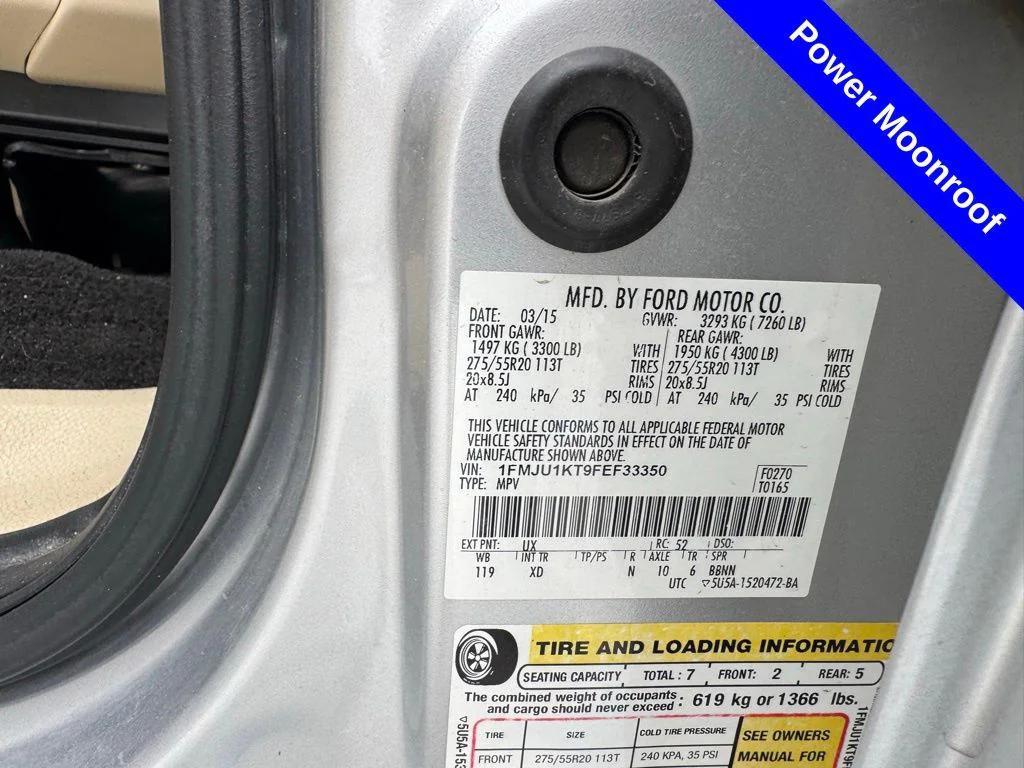 Power Moonroof
MFD. BY FORD MOTOR CO.
DATE: 03/15 GVWR: 3293 KG ( 7260 LB)
FRONT GAWR: REAR GAWR:
1497 KG ( 3300 LB) WITH 1950 KG ( 4300 LB) WITH
275/55R20 113T TIRES 275/55R20 113T TIRES
20x8.5J RIMS 20x8.5J RIMS
AT 240 kPa/ 35 PSI COLD AT 240 kPa/ 35 PSI COLD
THIS VEHICLE CONFORMS TO ALL APPLICABLE FEDERAL MOTOR
VEHICLE SAFETY STANDARDS IN EFFECT ON THE DATE OF
MANUFACTURE SHOWN ABOVE.
VIN: 1FMJU1KT9FEF33350 F0270
TYPE: MPV T0165
EXT PNT: UX RC: 52 DSO:
WB INT TR TP/PS R AXLE TR SPR
119 XD N 10 6 BBNN
UTC ▽5U5A-1520472-BA
TIRE AND LOADING INFORMATIO
SEATING CAPACITY TOTAL : 7 FRONT: 2 REAR: 5
The combined weight of occupants and cargo should never exceed : 619 kg or 1366 lbs.
TIRE SIZE COLD TIRE PRESSURE SEE OWNERS
FRONT 275/55R20 113T 240 KPA, 35 PSI MANUAL FOR
▽5U5A-153
1FMJU1KT9F